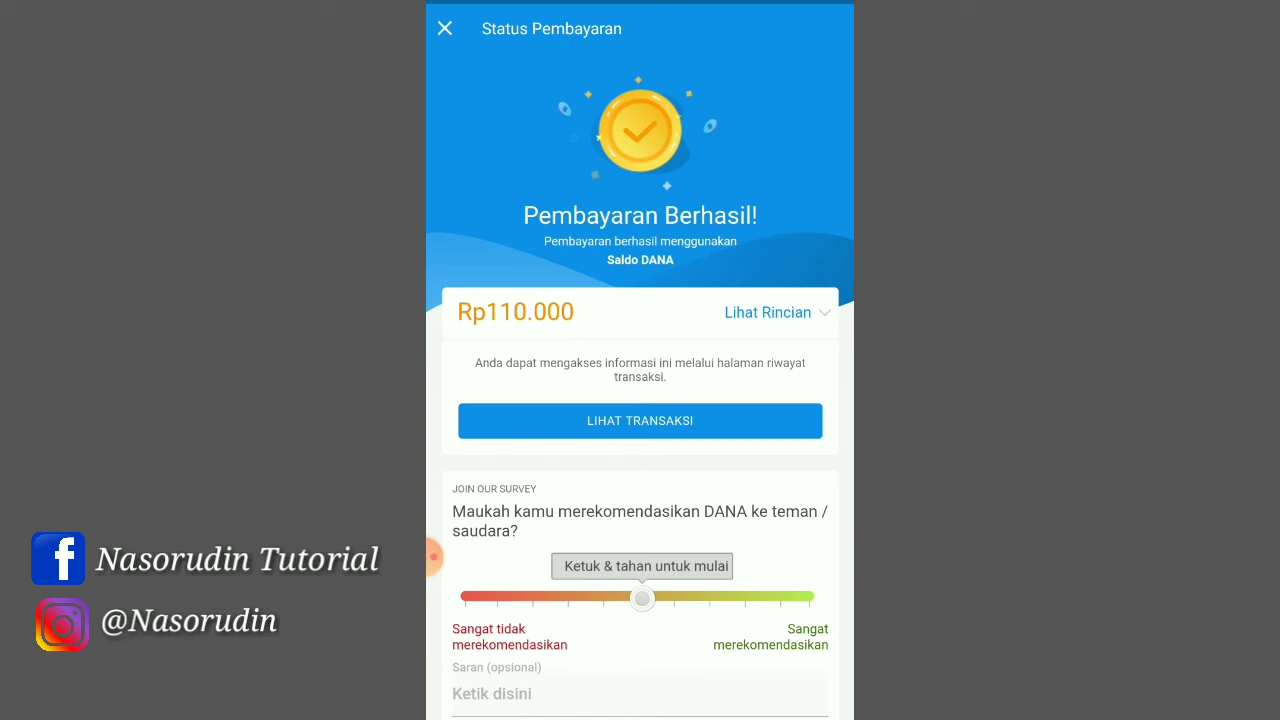 Status Pembayaran
Pembayaran Berhasil!
Pembayaran berhasil menggunakan
Saldo DANA
Rp110.000
Lihat Rincian
Anda dapat mengakses informasi ini melalui halaman riwayat
transaksi.
LIHAT TRANSAKSI
JOIN OUR SURVEY
Maukah kamu merekomendasikan DANA ke teman /
saudara?
Ketuk & tahan untuk mulai
Sangat tidak
merekomendasikan
Sangat
merekomendasikan
Saran (opsional)
Ketik disini
f
Nasorudin Tutorial
@Nasorudin